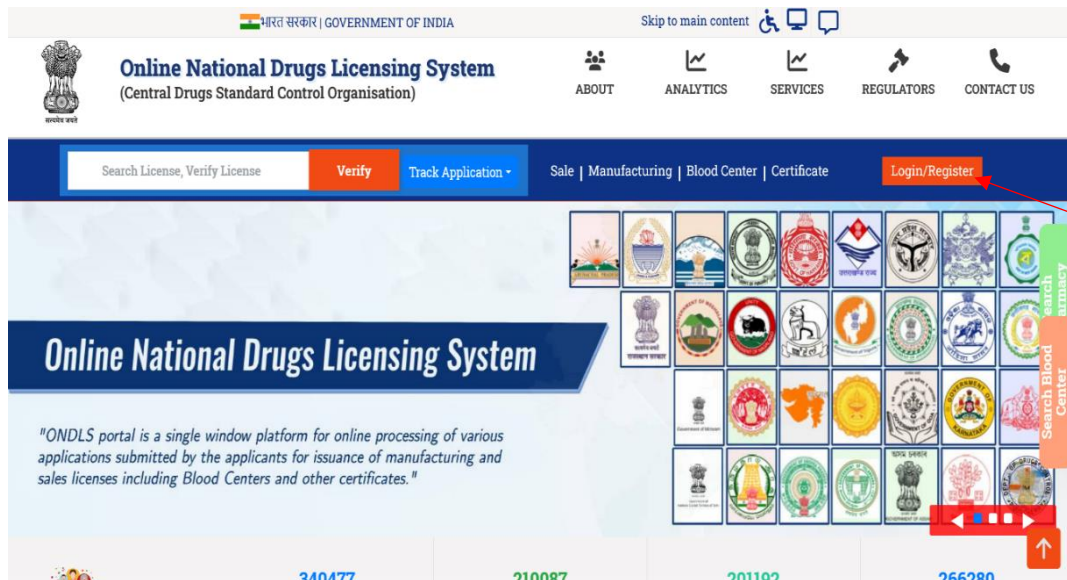 भारत सरकार | GOVERNMENT OF INDIA
Skip to main content
Online National Drugs Licensing System
(Central Drugs Standard Control Organisation)
सत्यमेव जयते
ABOUT
ANALYTICS
SERVICES
REGULATORS
CONTACT US
Search License, Verify License
Verify
Track Application
Sale | Manufacturing | Blood Center | Certificate
Login/Register
Online National Drugs Licensing System
"ONDLS portal is a single window platform for online processing of various
applications submitted by the applicants for issuance of manufacturing and
sales licenses including Blood Centers and other certificates."
Search Blood
Center
340477
210087
201192
266280